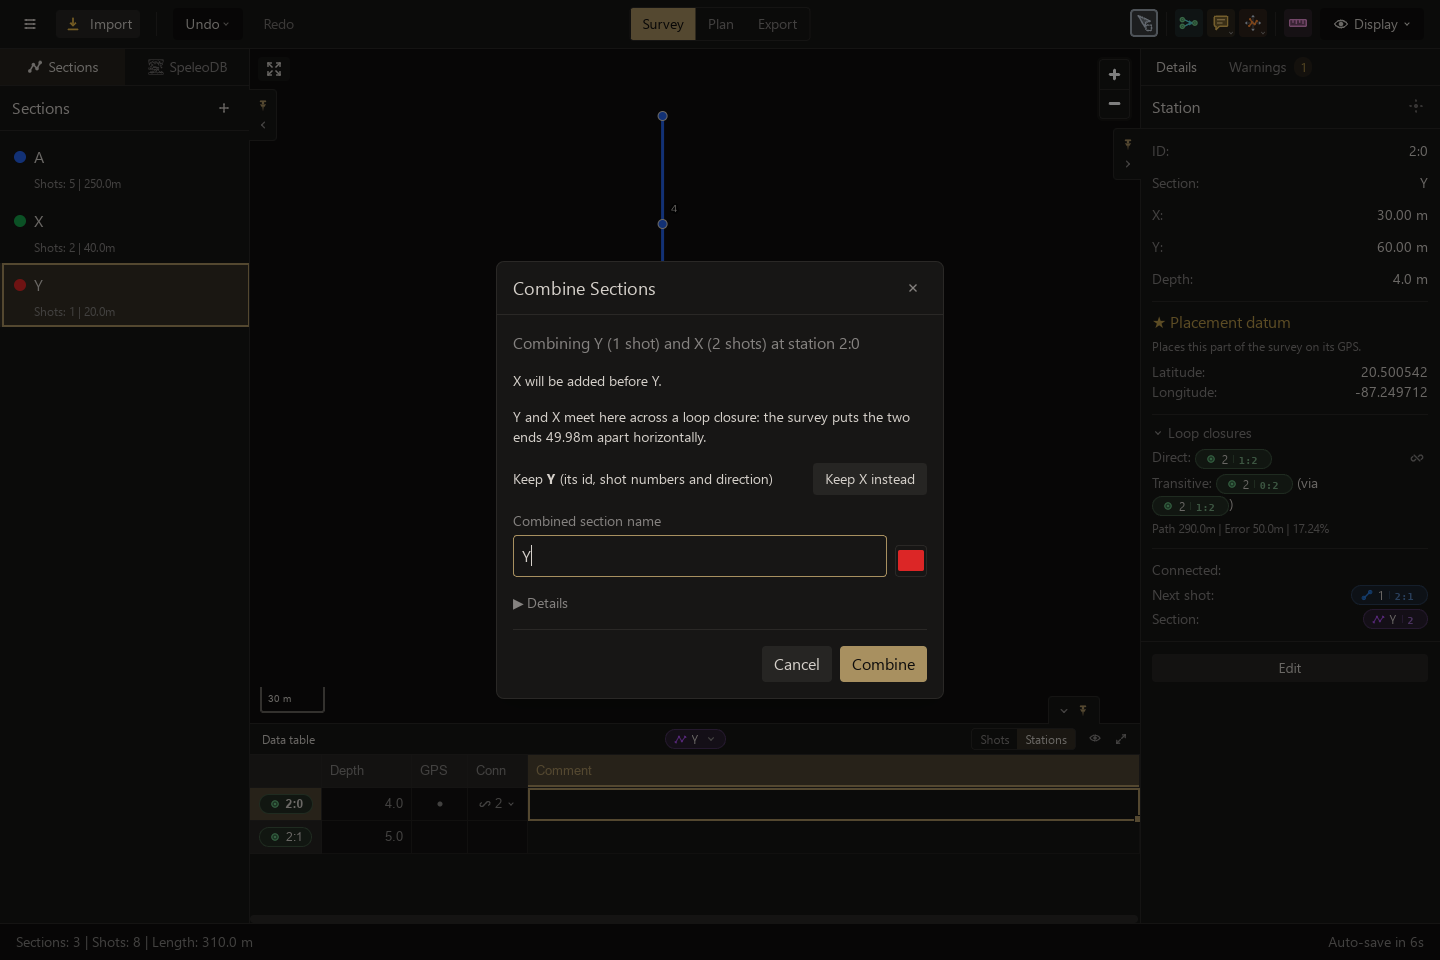 Import
Undo
Redo
Survey
Plan
Export
Display
Sections
SpeleoDB
Sections
A
Shots: 5 | 250.0m
X
Shots: 2 | 40.0m
Y
Shots: 1 | 20.0m
4
30 m
Combine Sections
Combining Y (1 shot) and X (2 shots) at station 2:0
X will be added before Y.
Y and X meet here across a loop closure: the survey puts the two
ends 49.98m apart horizontally.
Keep Y (its id, shot numbers and direction)
Keep X instead
Combined section name
Y
▶ Details
Cancel
Combine
Details
Warnings 1
Station
ID: 2:0
Section: Y
X: 30.00 m
Y: 60.00 m
Depth: 4.0 m
★ Placement datum
Places this part of the survey on its GPS.
Latitude: 20.500542
Longitude: -87.249712
Loop closures
Direct: 2 | 1:2
Transitive: 2 | 0:2 (via
2 | 1:2 )
Path 290.0m | Error 50.0m | 17.24%
Connected:
Next shot: 1 | 2:1
Section: Y | 2
Edit
Data table
Y
Shots
Stations
Depth GPS Conn Comment
2:0 4.0 • 2
2:1 5.0
Sections: 3 | Shots: 8 | Length: 310.0 m
Auto-save in 6s